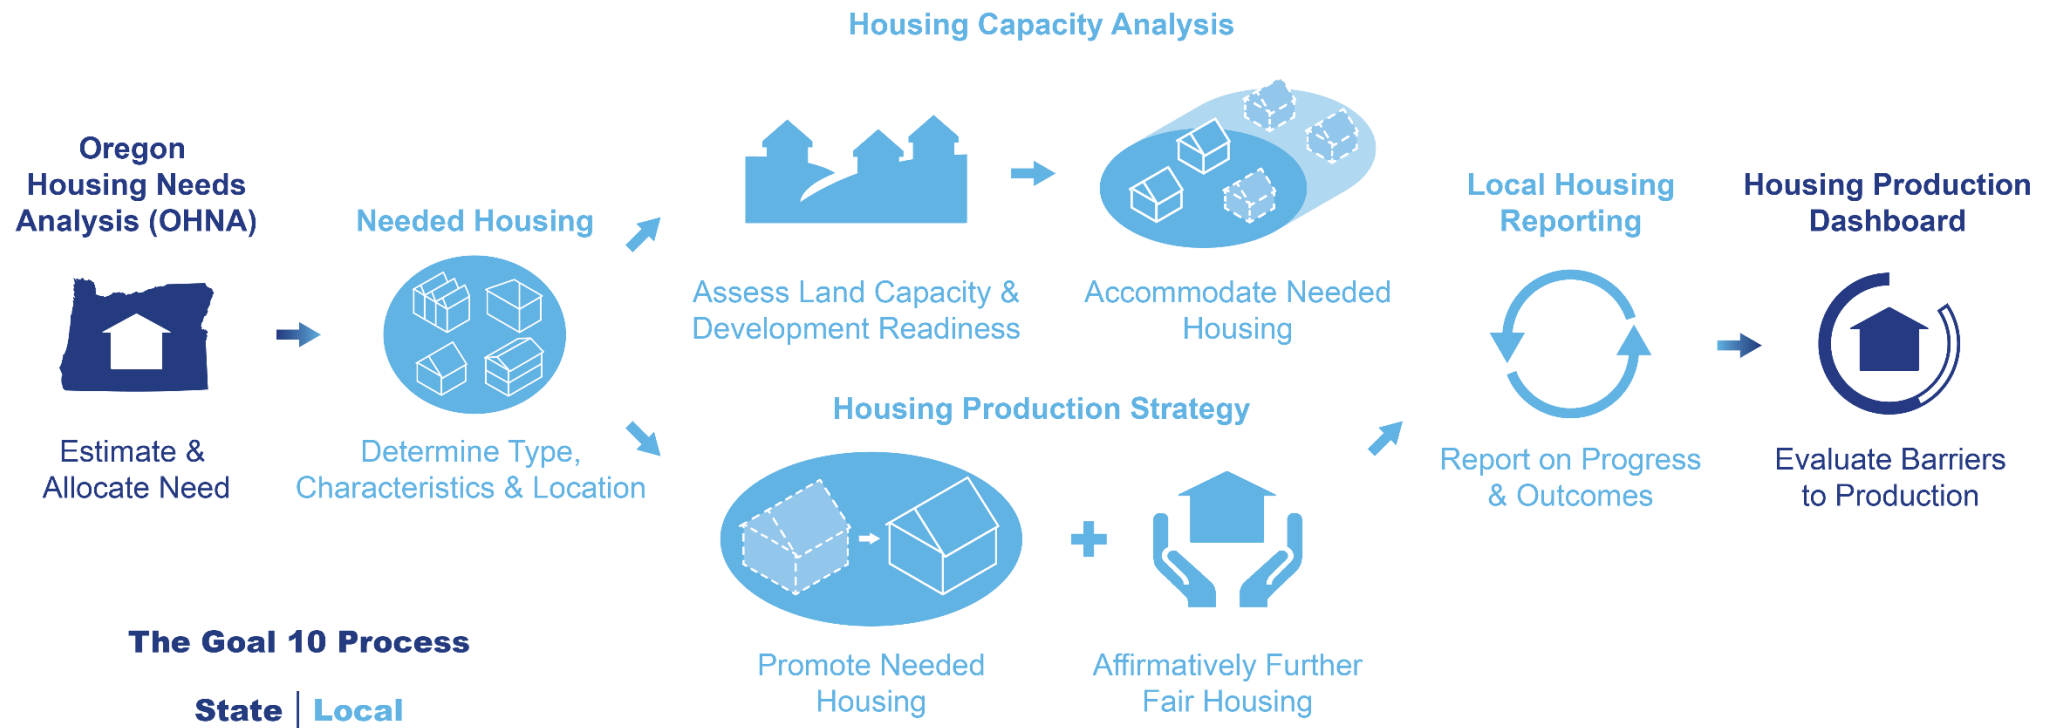 Housing Capacity Analysis
Oregon
Housing Needs
Analysis (OHNA)
Estimate &
Allocate Need
Needed Housing
Determine Type,
Characteristics & Location
Assess Land Capacity &
Development Readiness
Accommodate Needed
Housing
Housing Production Strategy
Promote Needed
Housing
Affirmatively Further
Fair Housing
Local Housing
Reporting
Report on Progress
& Outcomes
Housing Production
Dashboard
Evaluate Barriers
to Production
The Goal 10 Process
State | Local